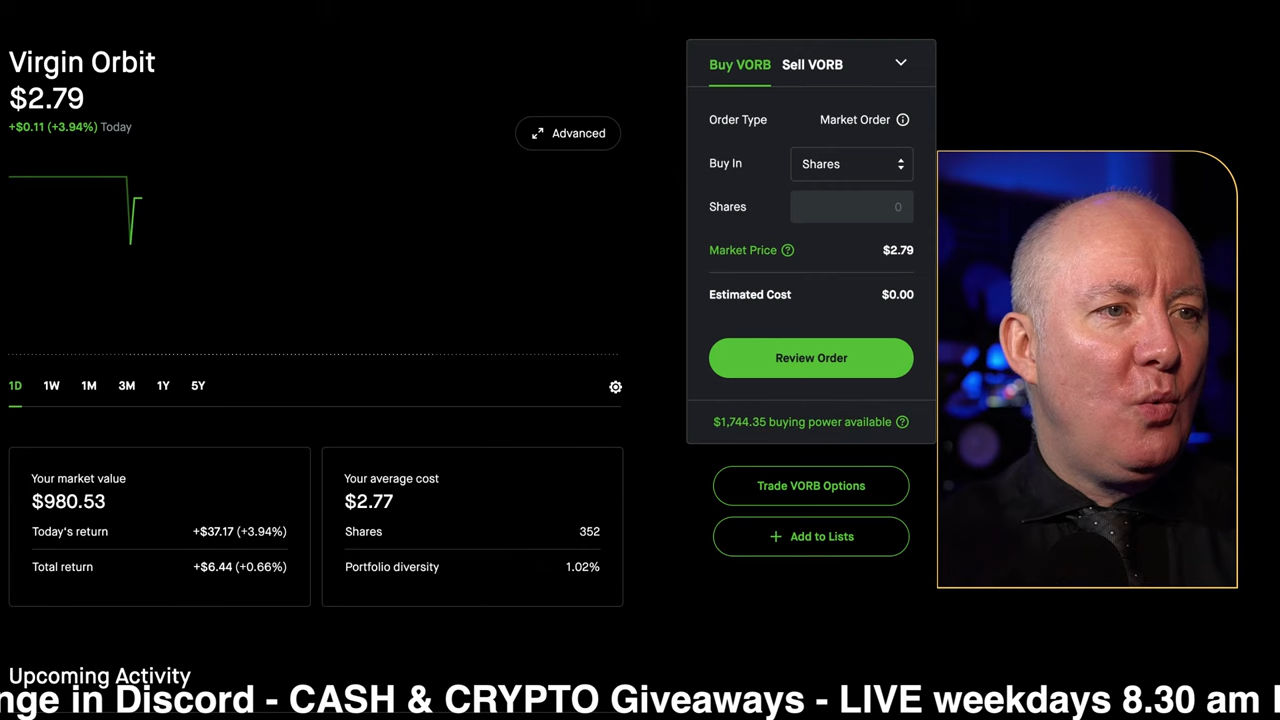 Virgin Orbit
$2.79
+$0.11 (+3.94%) Today
Advanced
1D 1W 1M 3M 1Y 5Y
Your market value
$980.53
Today's return +$37.17 (+3.94%)
Total return +$6.44 (+0.66%)
Your average cost
$2.77
Shares 352
Portfolio diversity 1.02%
Buy VORB Sell VORB
Order Type Market Order
Buy In Shares
Shares 0
Market Price $2.79
Estimated Cost $0.00
Review Order
$1,744.35 buying power available
Trade VORB Options
+ Add to Lists
Upcoming Activity
nge in Discord - CASH & CRYPTO Giveaways - LIVE weekdays 8.30 am